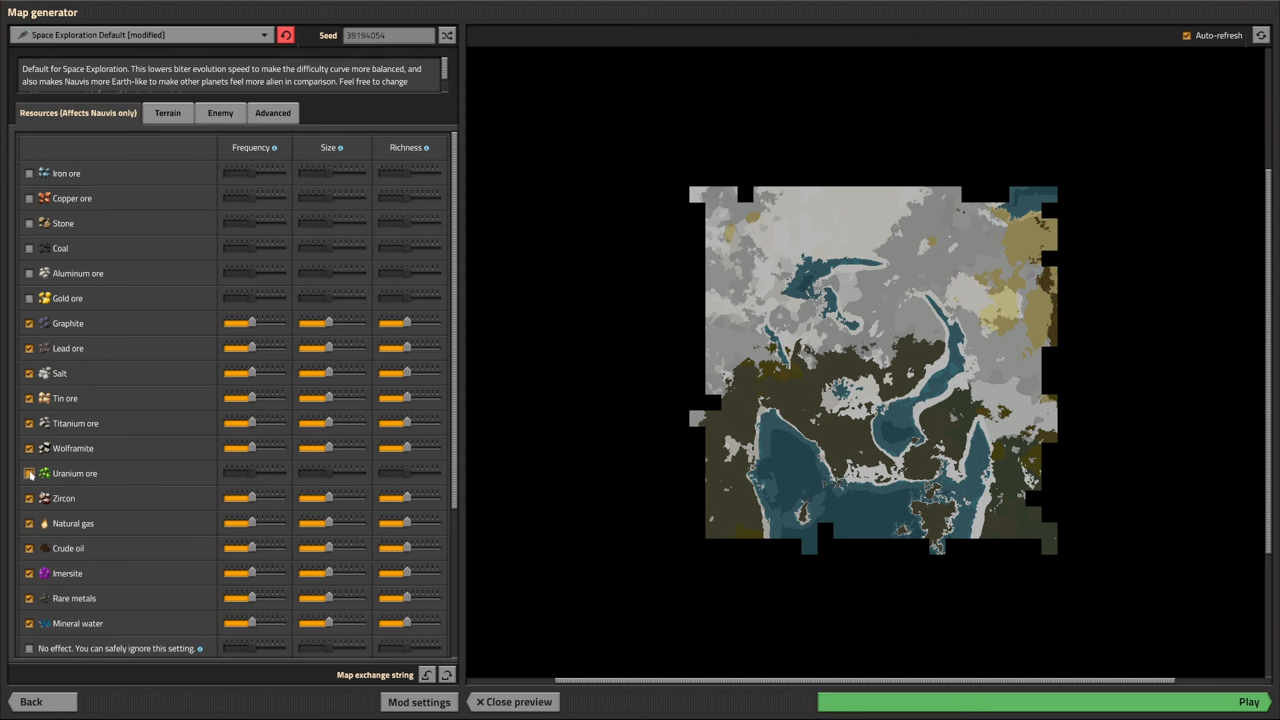 Map generator
Space Exploration Default [modified]
Seed
39194054
Auto-refresh
Default for Space Exploration. This lowers biter evolution speed to make the difficulty curve more balanced, and
also makes Nauvis more Earth-like to make other planets feel more alien in comparison. Feel free to change
Resources (Affects Nauvis only)
Terrain
Enemy
Advanced
Frequency
Size
Richness
Iron ore
Copper ore
Stone
Coal
Aluminum ore
Gold ore
Graphite
Lead ore
Salt
Tin ore
Titanium ore
Wolframite
Uranium ore
Zircon
Natural gas
Crude oil
Imersite
Rare metals
Mineral water
No effect. You can safely ignore this setting.
Map exchange string
Back
Mod settings
Close preview
Play